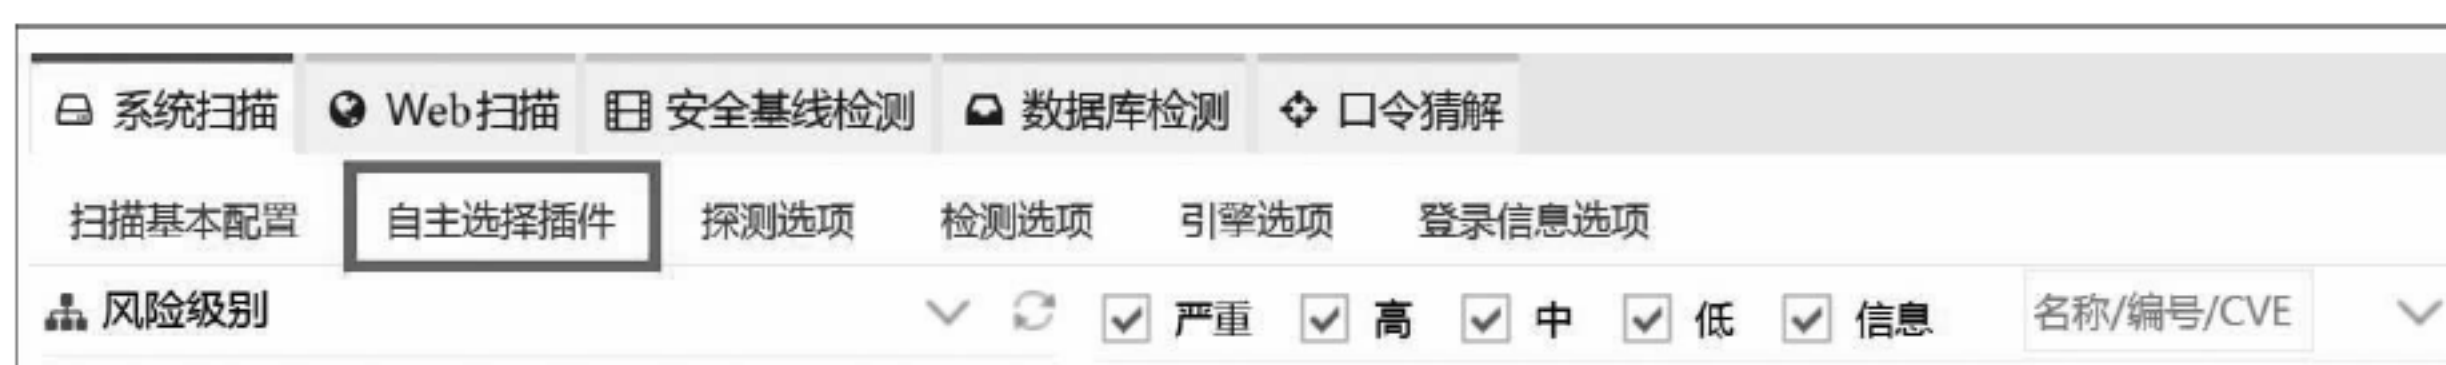 系统扫描 Web扫描 安全基线检测 数据库检测 口令猜解
扫描基本配置 自主选择插件 探测选项 检测选项 引擎选项 登录信息选项
风险级别 严重 高 中 低 信息 名称/编号/CVE